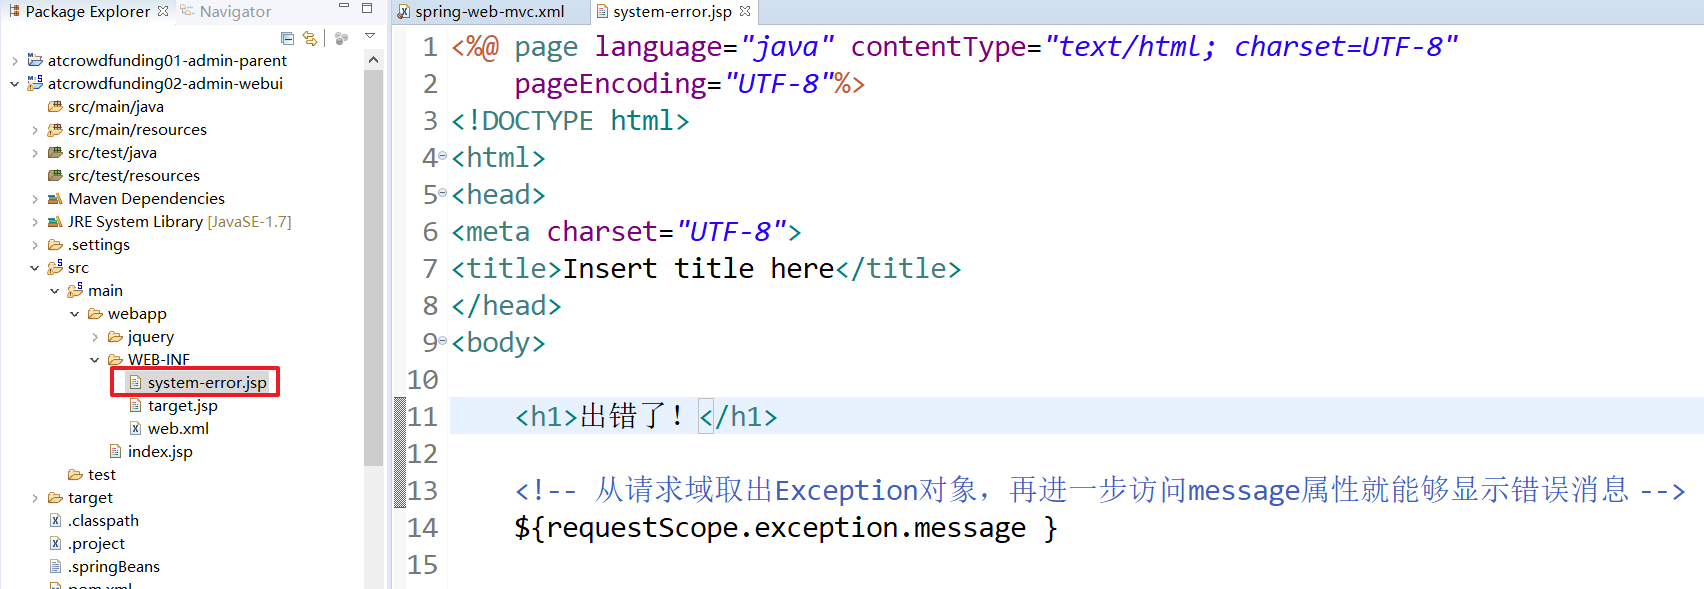 Package Explorer
Navigator
atcrowdfunding01-admin-parent
atcrowdfunding02-admin-webui
src/main/java
src/main/resources
src/test/java
src/test/resources
Maven Dependencies
JRE System Library [JavaSE-1.7]
.settings
src
main
webapp
jquery
WEB-INF
system-error.jsp
target.jsp
web.xml
index.jsp
test
target
.classpath
.project
.springBeans
pom.xml
spring-web-mvc.xml
system-error.jsp
1 <%@ page language="java" contentType="text/html; charset=UTF-8"
2 pageEncoding="UTF-8"%>
3 <!DOCTYPE html>
4 <html>
5 <head>
6 <meta charset="UTF-8">
7 <title>Insert title here</title>
8 </head>
9 <body>
10
11 <h1>出错了！</h1>
12
13 <!-- 从请求域取出Exception对象，再进一步访问message属性就能够显示错误消息 -->
14 ${requestScope.exception.message }
15